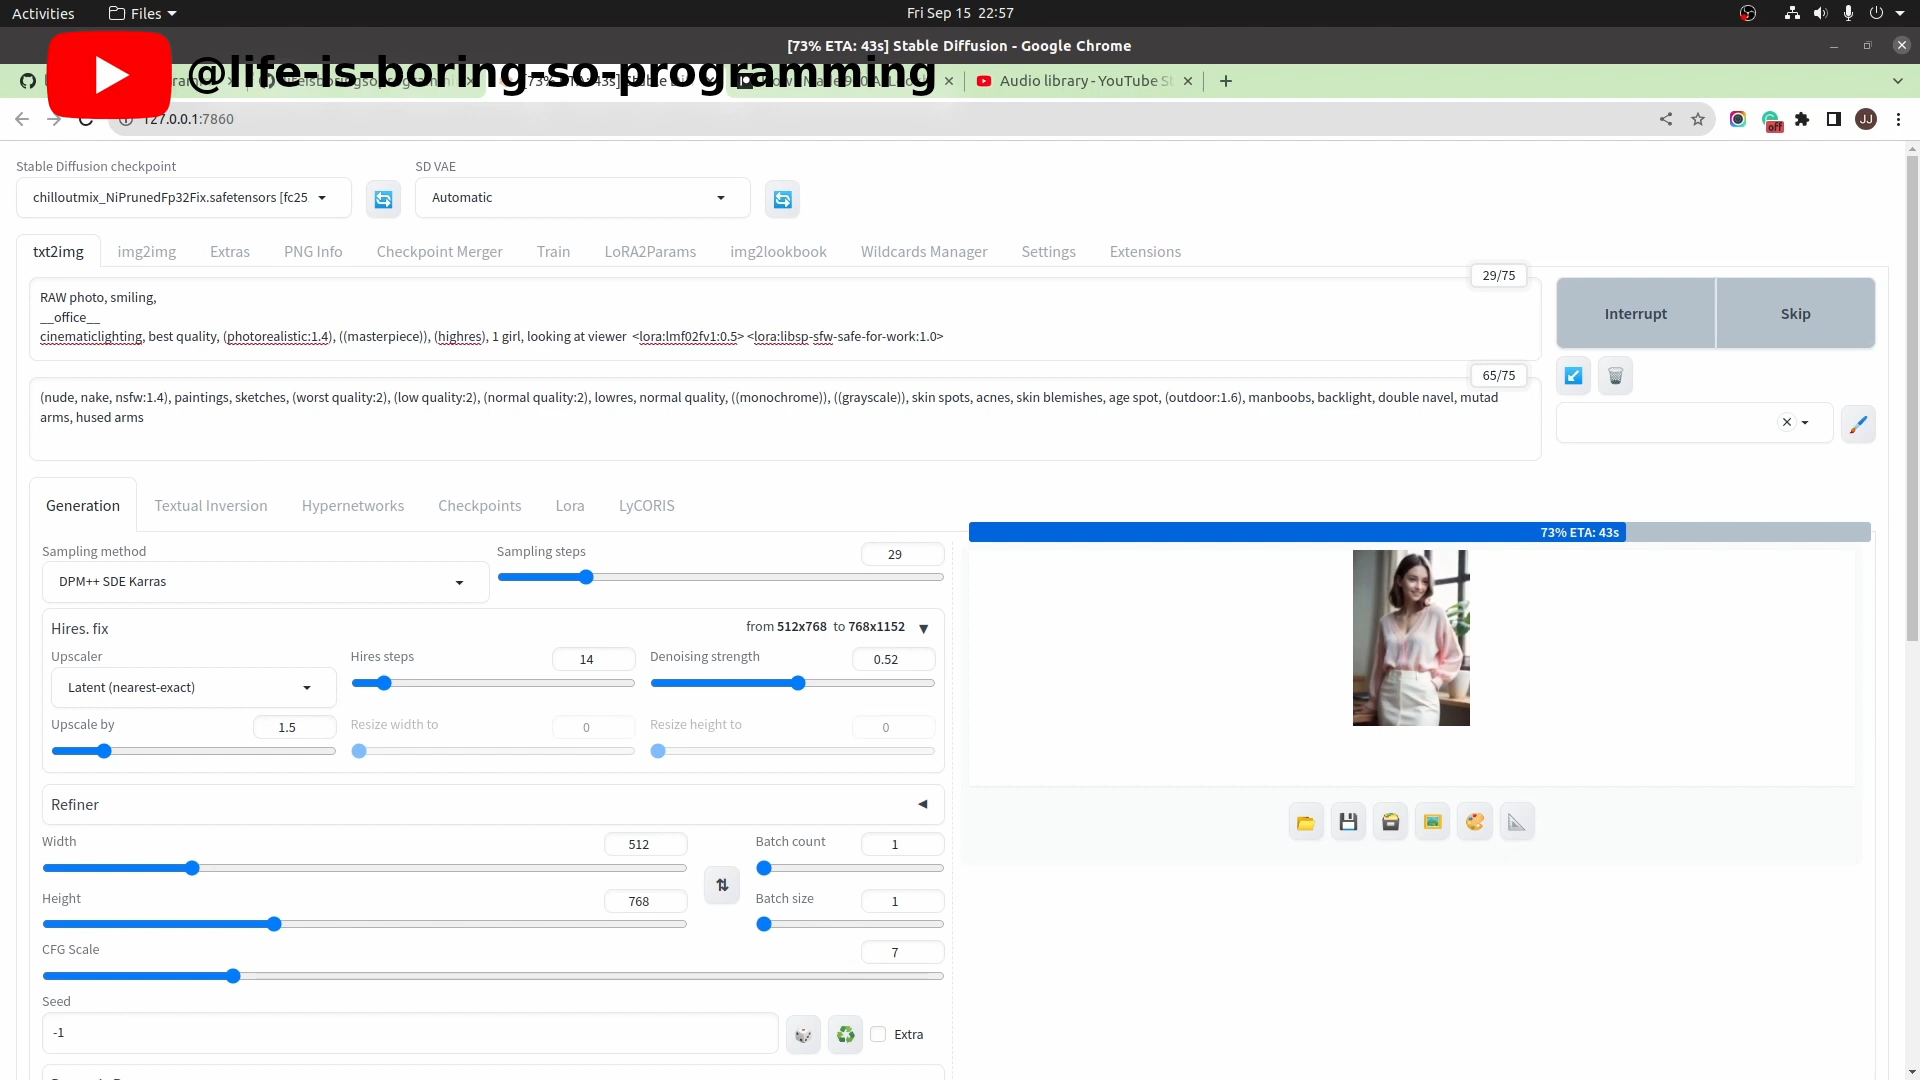 Activities
Files
Fri Sep 15 22:57
[73% ETA: 43s] Stable Diffusion - Google Chrome
@life-is-boring-so-programming
Audio library - YouTube St
127.0.0.1:7860
off
JJ
Stable Diffusion checkpoint
SD VAE
chilloutmix_NiPrunedFp32Fix.safetensors [fc25
Automatic
txt2img
img2img
Extras
PNG Info
Checkpoint Merger
Train
LoRA2Params
img2lookbook
Wildcards Manager
Settings
Extensions
29/75
RAW photo, smiling,
__office__
cinematiclighting, best quality, (photorealistic:1.4), ((masterpiece)), (highres), 1 girl, looking at viewer <lora:lmf02fv1:0.5> <lora:libsp-sfw-safe-for-work:1.0>
Interrupt
Skip
65/75
(nude, nake, nsfw:1.4), paintings, sketches, (worst quality:2), (low quality:2), (normal quality:2), lowres, normal quality, ((monochrome)), ((grayscale)), skin spots, acnes, skin blemishes, age spot, (outdoor:1.6), manboobs, backlight, double navel, mutad
arms, hused arms
Generation
Textual Inversion
Hypernetworks
Checkpoints
Lora
LyCORIS
73% ETA: 43s
Sampling method
DPM++ SDE Karras
Sampling steps
29
Hires. fix
from 512x768 to 768x1152
Upscaler
Latent (nearest-exact)
Hires steps
14
Denoising strength
0.52
Upscale by
1.5
Resize width to
0
Resize height to
0
Refiner
Width
512
Batch count
1
Height
768
Batch size
1
CFG Scale
7
Seed
-1
Extra